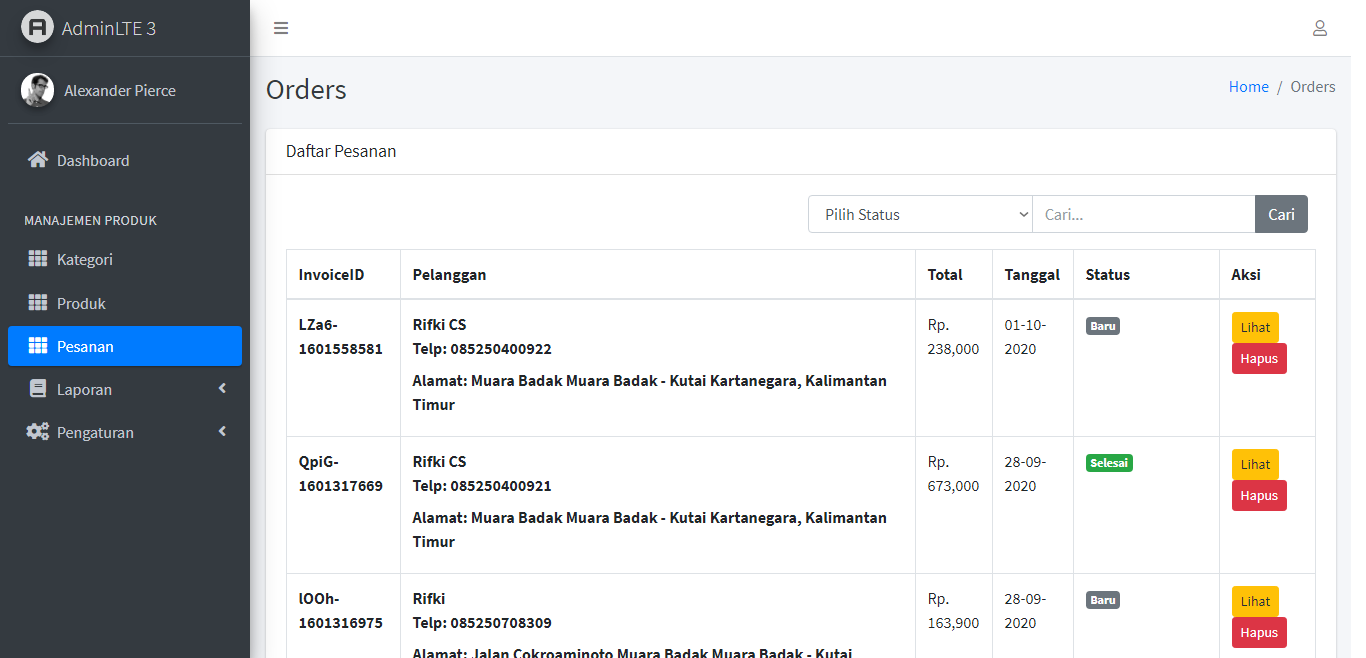 AdminLTE 3
Alexander Pierce
Dashboard
MANAJEMEN PRODUK
Kategori
Produk
Pesanan
Laporan
Pengaturan
Orders
Home / Orders
Daftar Pesanan
Pilih Status
Cari...
Cari
InvoiceID Pelanggan Total Tanggal Status Aksi
LZa6-
1601558581
Rifki CS
Telp: 085250400922
Alamat: Muara Badak Muara Badak - Kutai Kartanegara, Kalimantan
Timur
Rp.
238,000
01-10-
2020
Baru
Lihat
Hapus
QpiG-
1601317669
Rifki CS
Telp: 085250400921
Alamat: Muara Badak Muara Badak - Kutai Kartanegara, Kalimantan
Timur
Rp.
673,000
28-09-
2020
Selesai
Lihat
Hapus
lOOh-
1601316975
Rifki
Telp: 085250708309
Alamat: Jalan Cokroaminoto Muara Badak Muara Badak - Kutai
Rp.
163,900
28-09-
2020
Baru
Lihat
Hapus